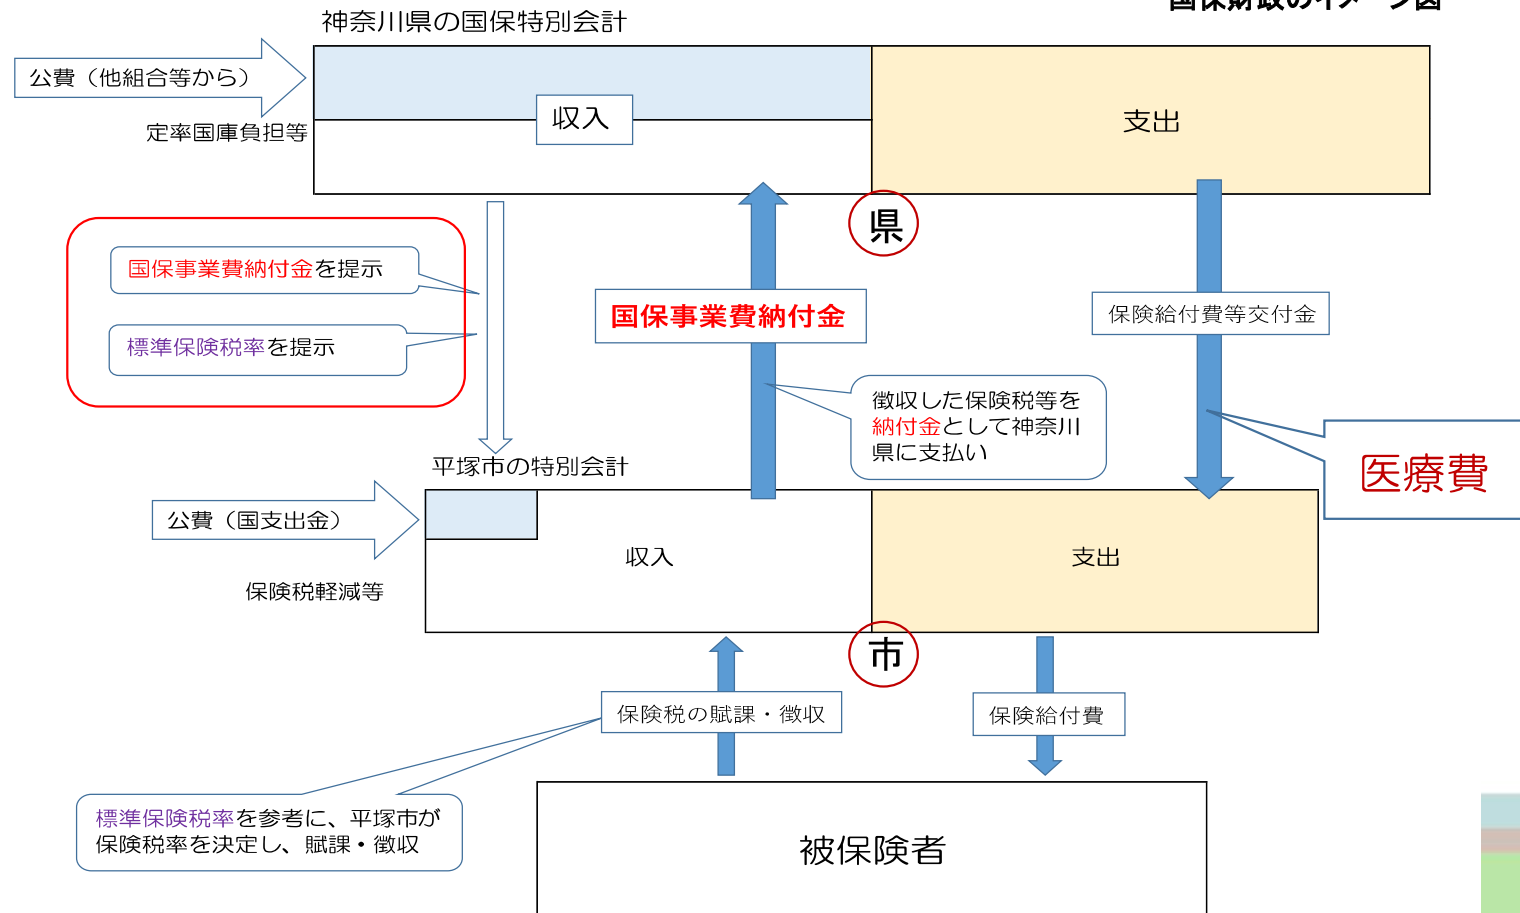 国保財政のイメージ図
神奈川県の国保特別会計
公費（他組合等から）
定率国庫負担等
収入
支出
県
国保事業費納付金を提示
標準保険税率を提示
国保事業費納付金
保険給付費等交付金
徴収した保険税等を
納付金として神奈川
県に支払い
医療費
平塚市の特別会計
公費（国支出金）
保険税軽減等
収入
支出
市
保険税の賦課・徴収
保険給付費
標準保険税率を参考に、平塚市が
保険税率を決定し、賦課・徴収
被保険者